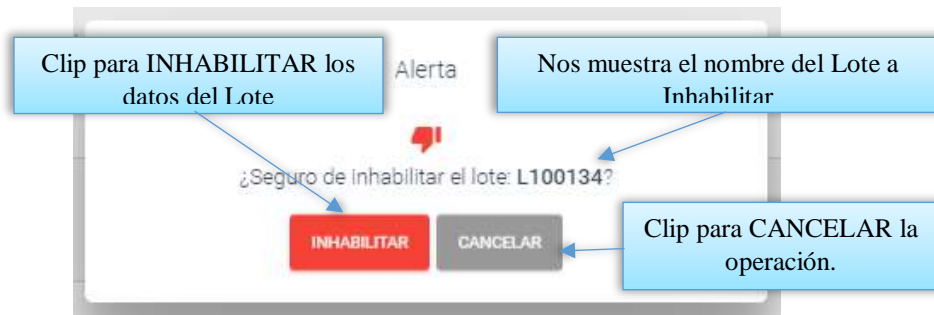 Clip para INHABILITAR los
datos del Lote
Alerta
Nos muestra el nombre del Lote a
Inhabilitar
¿Seguro de Inhabilitar el lote: L100134?
INHABILITAR
CANCELAR
Clip para CANCELAR la
operación.